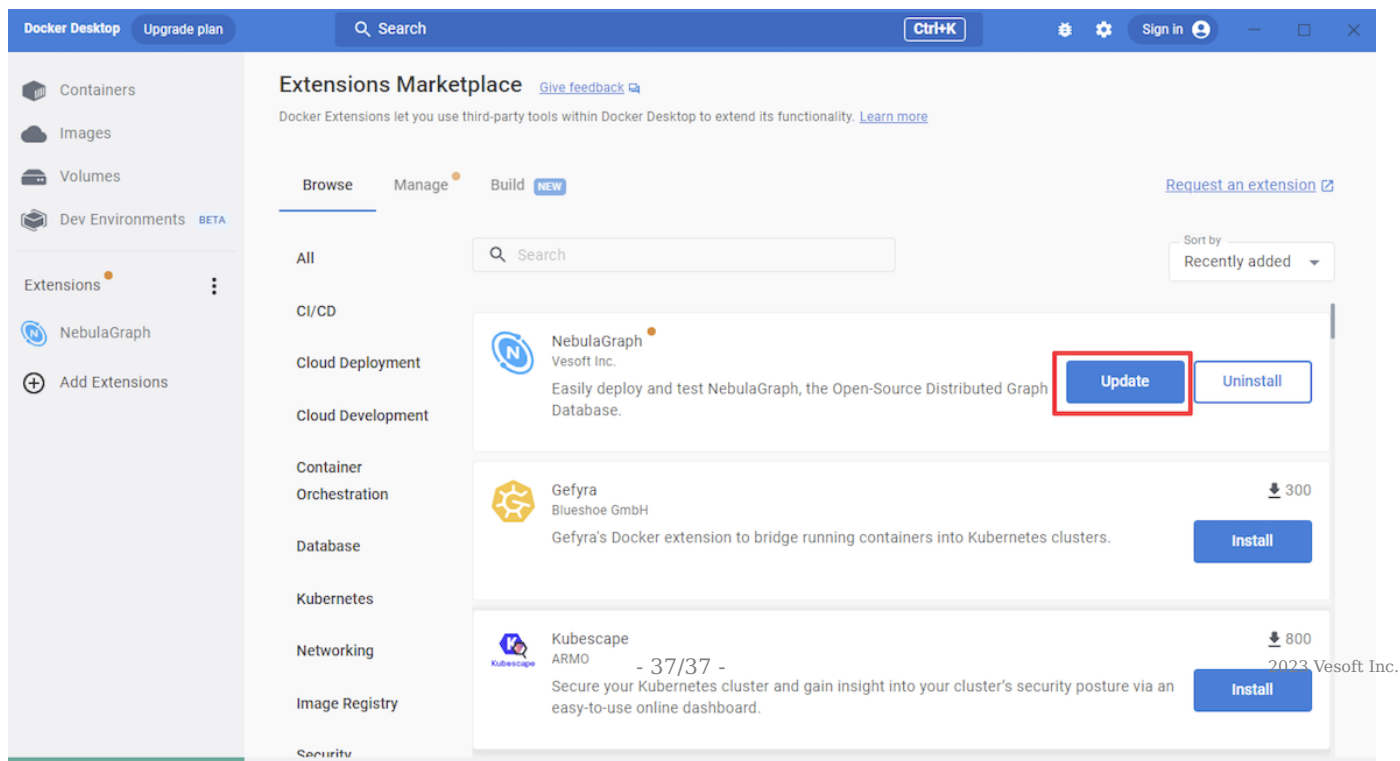 Docker Desktop Upgrade plan Search Ctrl+K Sign in
Containers
Images
Volumes
Dev Environments BETA
Extensions
NebulaGraph
Add Extensions
Extensions Marketplace Give feedback
Docker Extensions let you use third-party tools within Docker Desktop to extend its functionality. Learn more
Browse Manage Build NEW Request an extension
All
CI/CD
Cloud Deployment
Cloud Development
Container
Orchestration
Database
Kubernetes
Networking
Image Registry
Security
Search
Sort by
Recently added
NebulaGraph
Vesoft Inc.
Easily deploy and test NebulaGraph, the Open-Source Distributed Graph
Database.
Update Uninstall
Gefyra
Blueshoe GmbH
Gefyra's Docker extension to bridge running containers into Kubernetes clusters.
300
Install
Kubescape
Kubescape
ARMO
Secure your Kubernetes cluster and gain insight into your cluster's security posture via an
easy-to-use online dashboard.
800
Install
- 37/37 - 2023 Vesoft Inc.